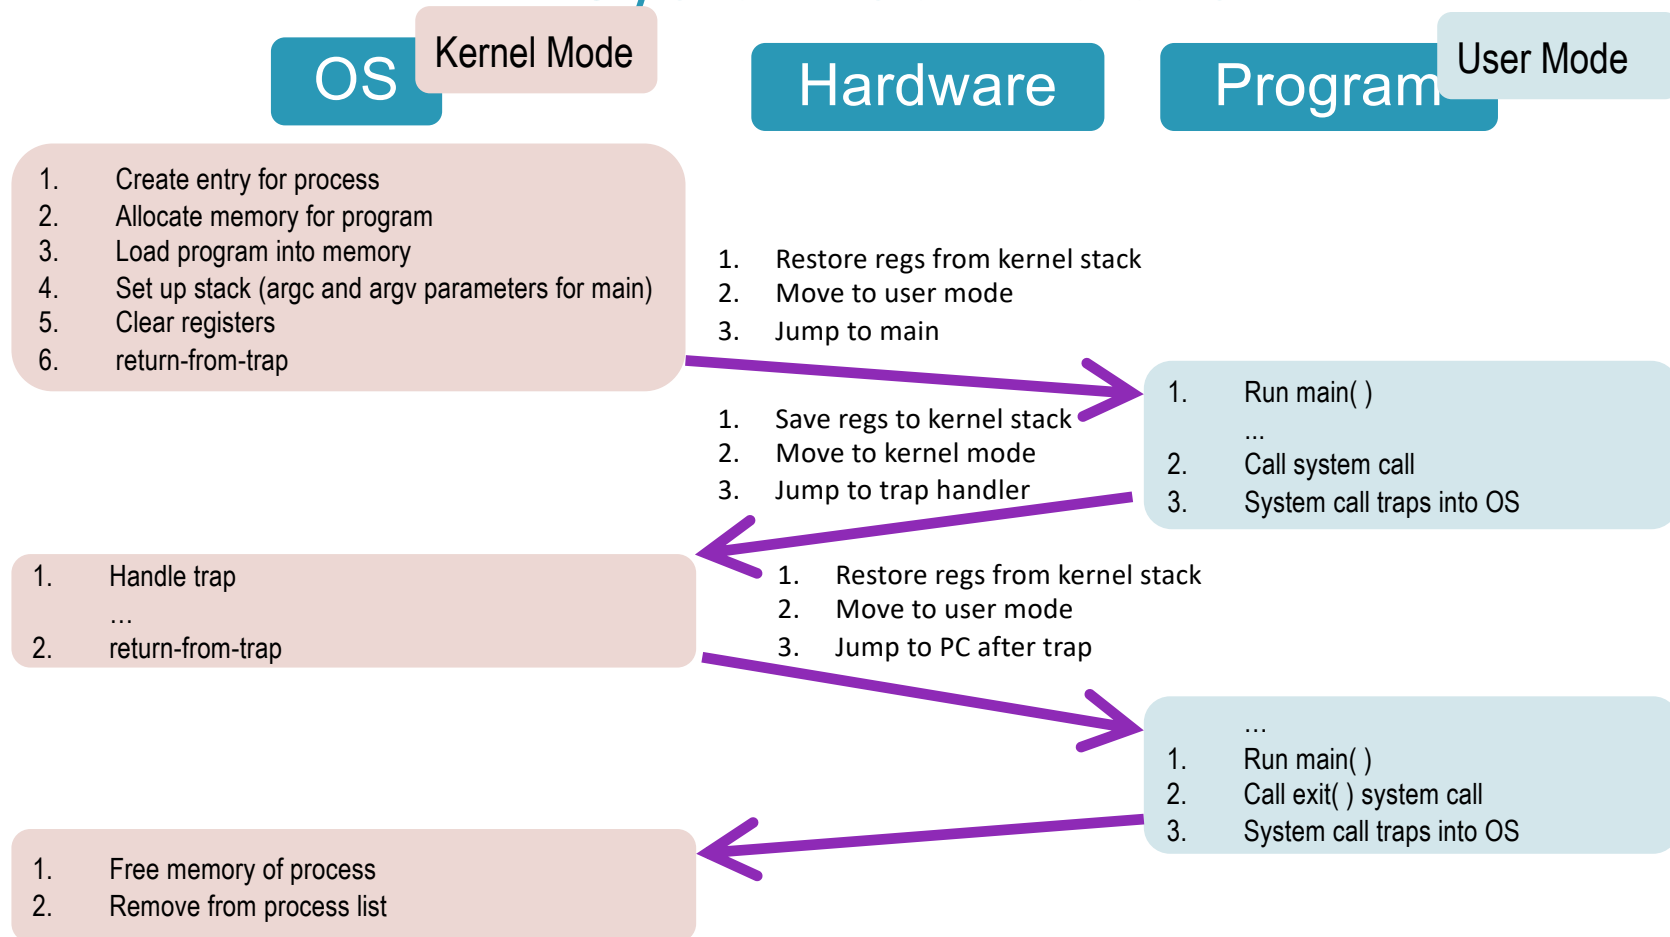 OS
Kernel Mode
Hardware
Program
User Mode
1. Create entry for process
2. Allocate memory for program
3. Load program into memory
4. Set up stack (argc and argv parameters for main)
5. Clear registers
6. return-from-trap
1. Restore regs from kernel stack
2. Move to user mode
3. Jump to main
1. Run main( )
...
2. Call system call
3. System call traps into OS
1. Save regs to kernel stack
2. Move to kernel mode
3. Jump to trap handler
1. Handle trap
...
2. return-from-trap
1. Restore regs from kernel stack
2. Move to user mode
3. Jump to PC after trap
...
1. Run main( )
2. Call exit( ) system call
3. System call traps into OS
1. Free memory of process
2. Remove from process list